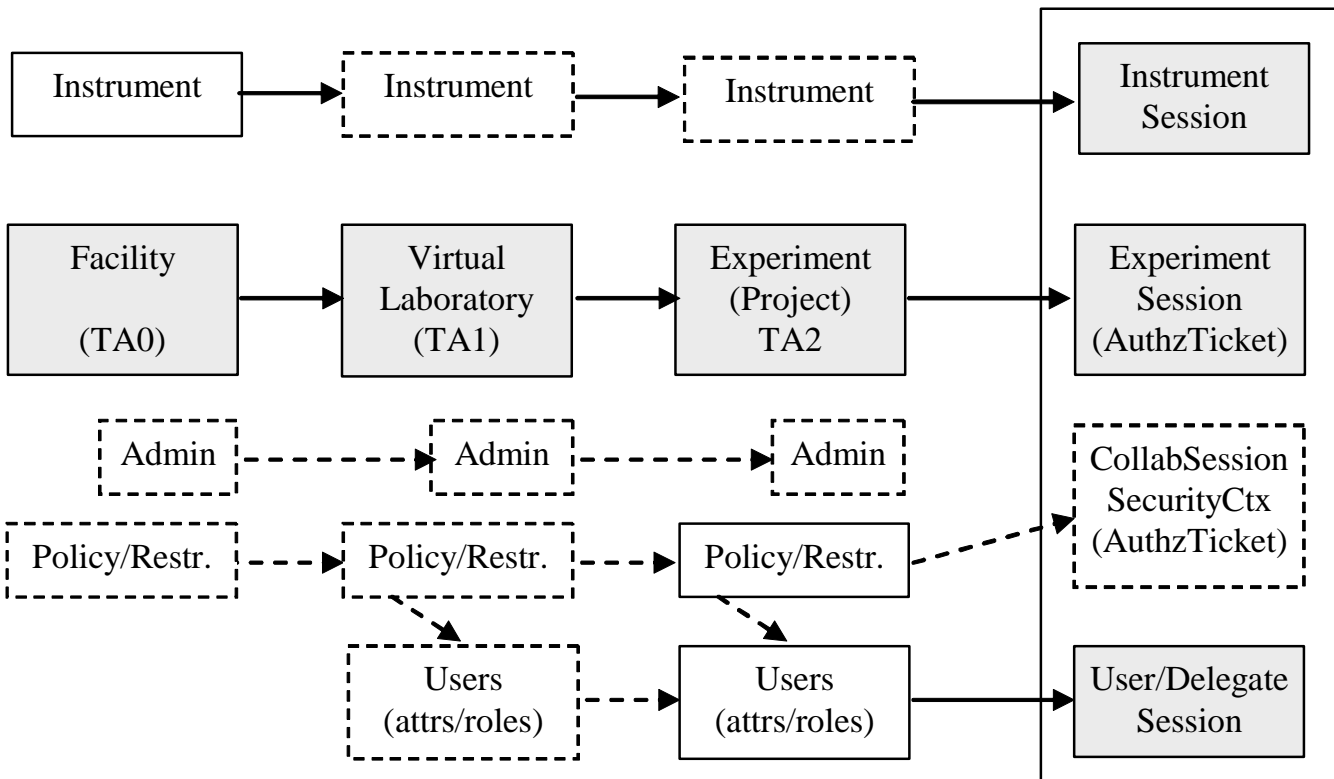 Instrument
Instrument
Instrument
Instrument
Session
Facility
(TA0)
Virtual
Laboratory
(TA1)
Experiment
(Project)
TA2
Experiment
Session
(AuthzTicket)
Admin
Admin
Admin
CollabSession
SecurityCtx
(AuthzTicket)
Policy/Restr.
Policy/Restr.
Policy/Restr.
Users
(attrs/roles)
Users
(attrs/roles)
User/Delegate
Session